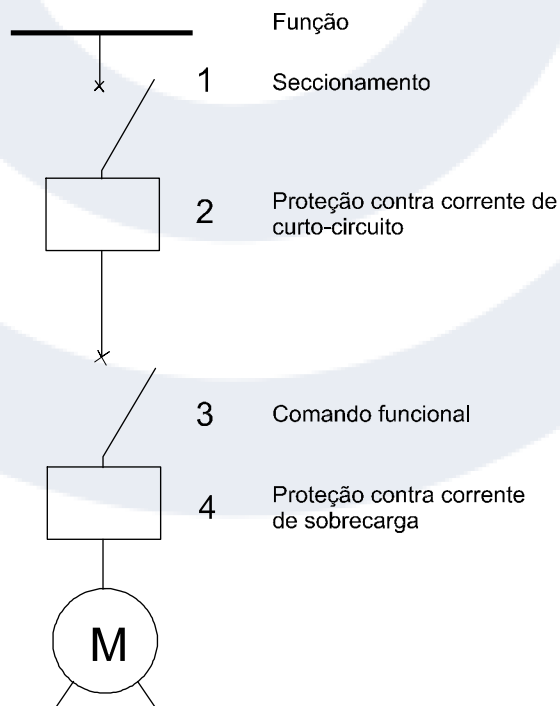 Função
1 Seccionamento
2 Proteção contra corrente de
curto-circuito
3 Comando funcional
4 Proteção contra corrente
de sobrecarga
M